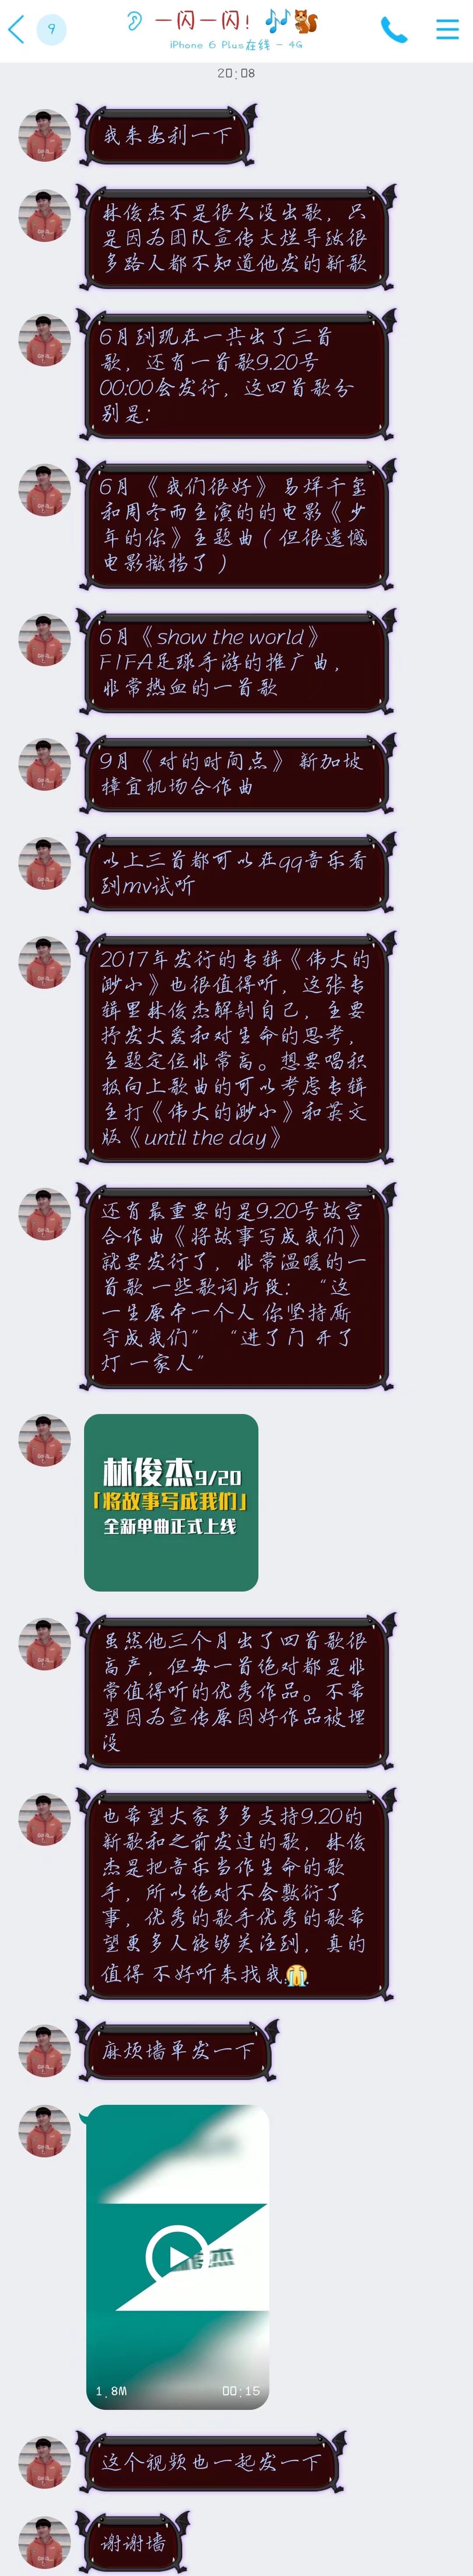 9
一闪一闪!
iPhone 6 Plus在线 - 4G
20:08
我来安利一下
林俊杰不是很久没出歌，只
是因为团队宣传太烂导致很
多路人都不知道他发的新歌
6月到现在一共出了三首
歌，还有一首歌9.20号
00:00会发行，这四首歌分
别是：
6月《我们很好》易烊千玺
和周冬雨主演的的电影《少
年的你》主题曲（但很遗憾
电影撤档了）
6月《show the world》
FIFA足球手游的推广曲，
非常热血的一首歌
9月《对的时间点》新加坡
樟宜机场合作曲
以上三首都可以在qq音乐看
到mv试听
2017年发行的专辑《伟大的
渺小》也很值得听，这张专
辑里林俊杰解剖自己，主要
抒发大爱和对生命的思考，
主题定位非常高。想要唱积
极向上歌曲的可以考虑专辑
主打《伟大的渺小》和英文
版《until the day》
还有最重要的是9.20号故宫
合作曲《将故事写成我们》
就要发行了，非常温暖的一
首歌 一些歌词片段：“这
一生原本一个人 你坚持厮
守成我们” “进了门 开了
灯 一家人”
林俊杰9/20
「将故事写成我们」
全新单曲正式上线
虽然他三个月出了四首歌很
高产，但每一首绝对都是非
常值得听的优秀作品。不希
望因为宣传原因好作品被埋
没
也希望大家多多支持9.20的
新歌和之前发过的歌，林俊
杰是把音乐当作生命的歌
手，所以绝对不会敷衍了
事，优秀的歌手优秀的歌希
望更多人能够关注到，真的
值得 不好听来找我
麻烦墙单发一下
杰
1.8M
00:15
这个视频也一起发一下
谢谢墙